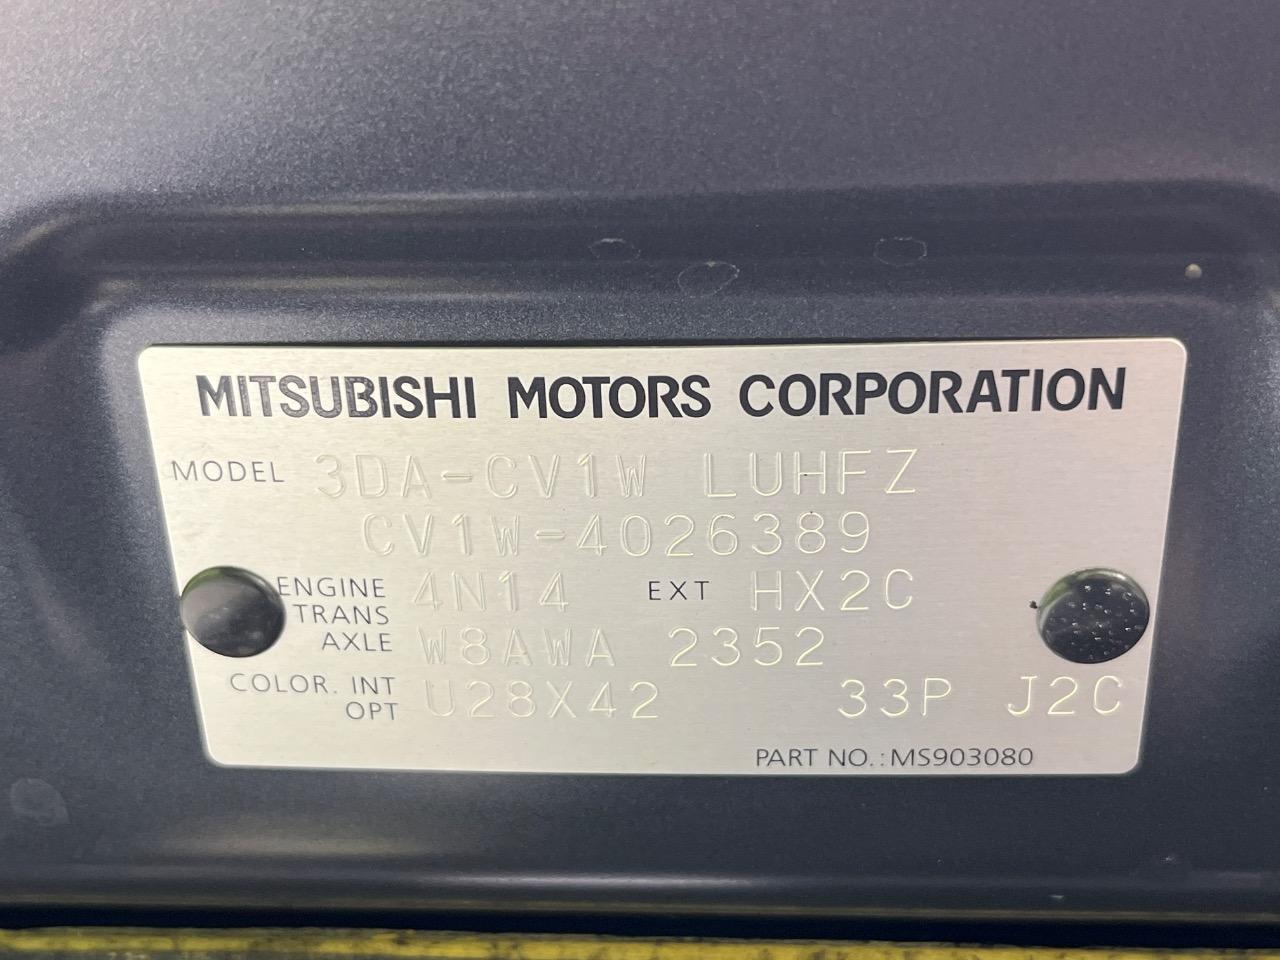 MITSUBISHI MOTORS CORPORATION
MODEL 3DA-CV1W LUHFZ
CV1W-4026389
ENGINE 4N14 EXT HX2C
TRANS
AXLE W8AWA 2352
COLOR. INT
OPT U28X42 33P J2C
PART NO.:MS903080